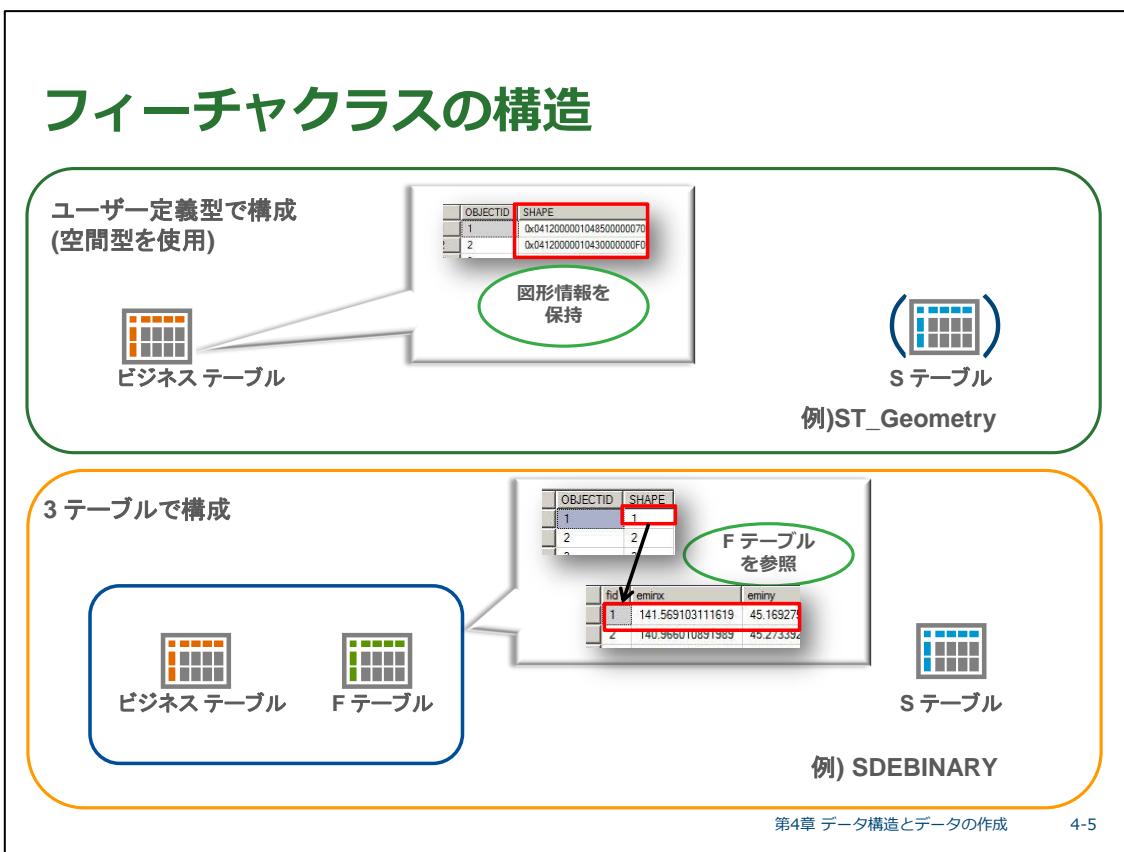 フィーチャクラスの構造
ユーザー定義型で構成
(空間型を使用)
OBJECTID SHAPE
1 0x0412000001048500000070
2 0x04120000010430000000F0
図形情報を
保持
ビジネス テーブル
S テーブル
例)ST_Geometry
3 テーブルで構成
OBJECTID SHAPE
1 1
2 2
F テーブル
を参照
fid eminx eminy
1 141.569103111619 45.169275
2 140.966010891989 45.273392
ビジネス テーブル
F テーブル
S テーブル
例) SDEBINARY
第4章 データ構造とデータの作成 4-5